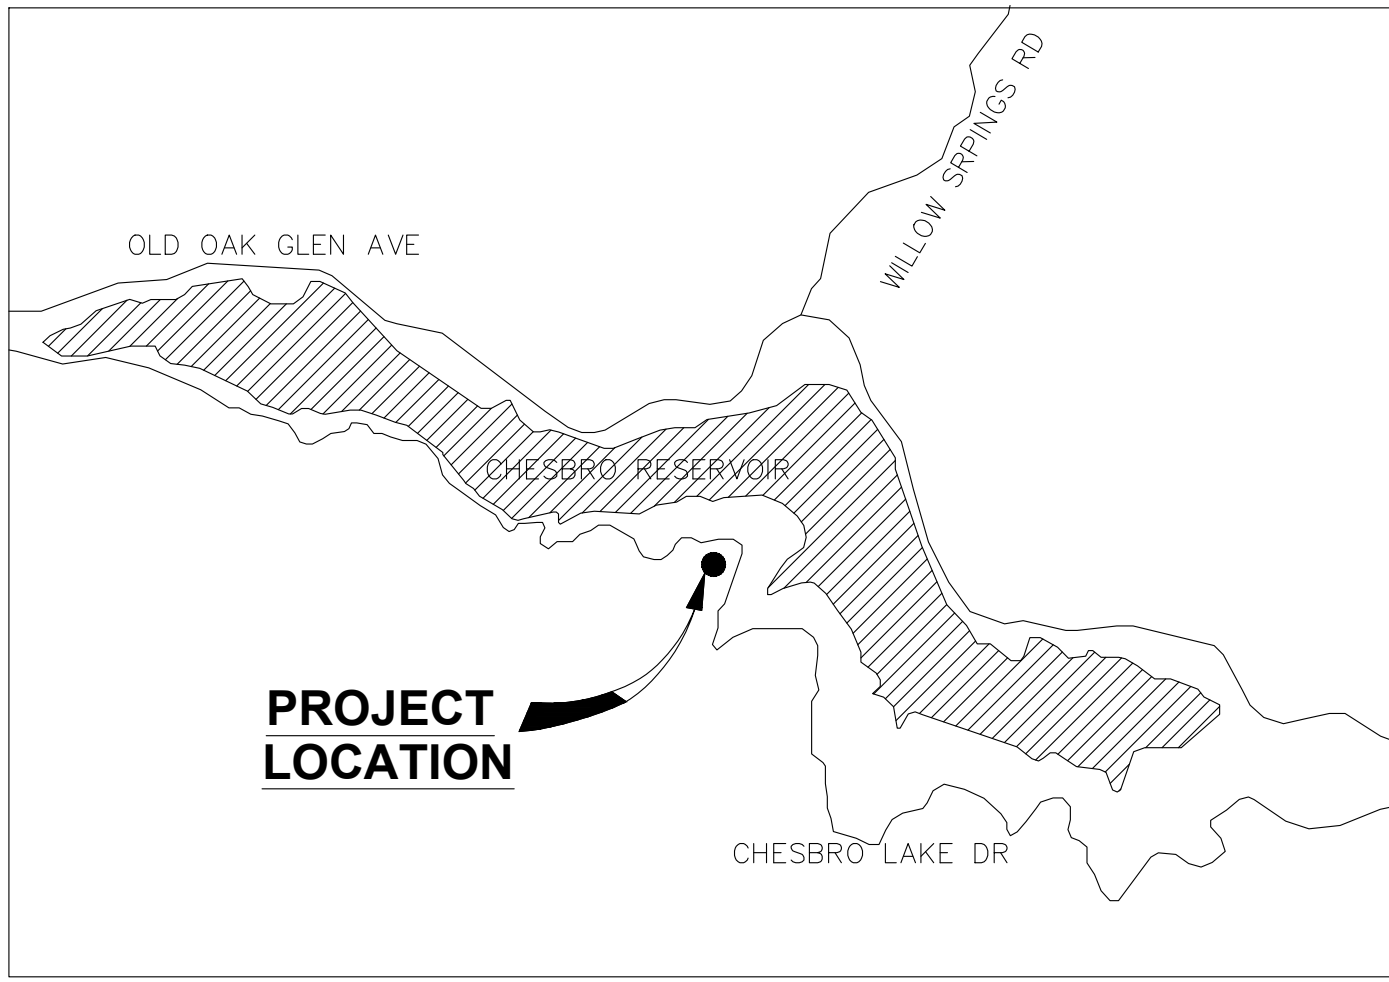 WILLOW SRPINGS RD
OLD OAK GLEN AVE
CHESBRO RESERVOIR
PROJECT
LOCATION
CHESBRO LAKE DR